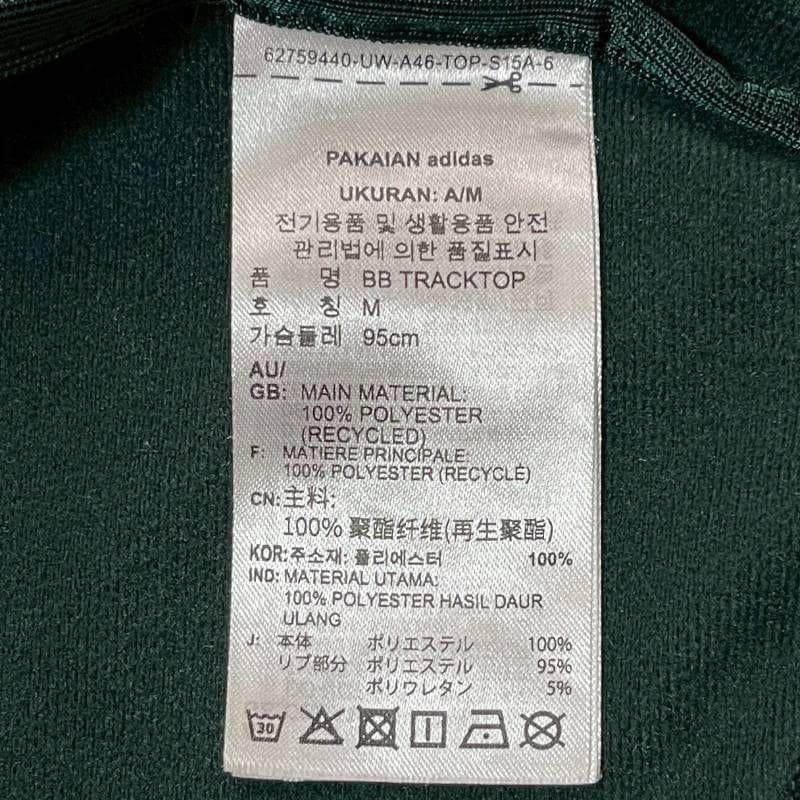 62759440-UW-A46-TOP-S15A-6
PAKAIAN adidas
UKURAN: A/M
전기용품 및 생활용품 안전
관리법에 의한 품질표시
품 명 BB TRACKTOP
호 칭 M
가슴둘레 95cm
AU/
GB: MAIN MATERIAL:
100% POLYESTER
(RECYCLED)
F: MATIERE PRINCIPALE:
100% POLYESTER (RECYCLÉ)
CN:主料:
100% 聚酯纤维(再生聚酯)
KOR:주소재: 폴리에스터 100%
IND: MATERIAL UTAMA:
100% POLYESTER HASIL DAUR
ULANG
J: 本体 ポリエステル 100%
リブ部分 ポリエステル 95%
ポリウレタン 5%
30